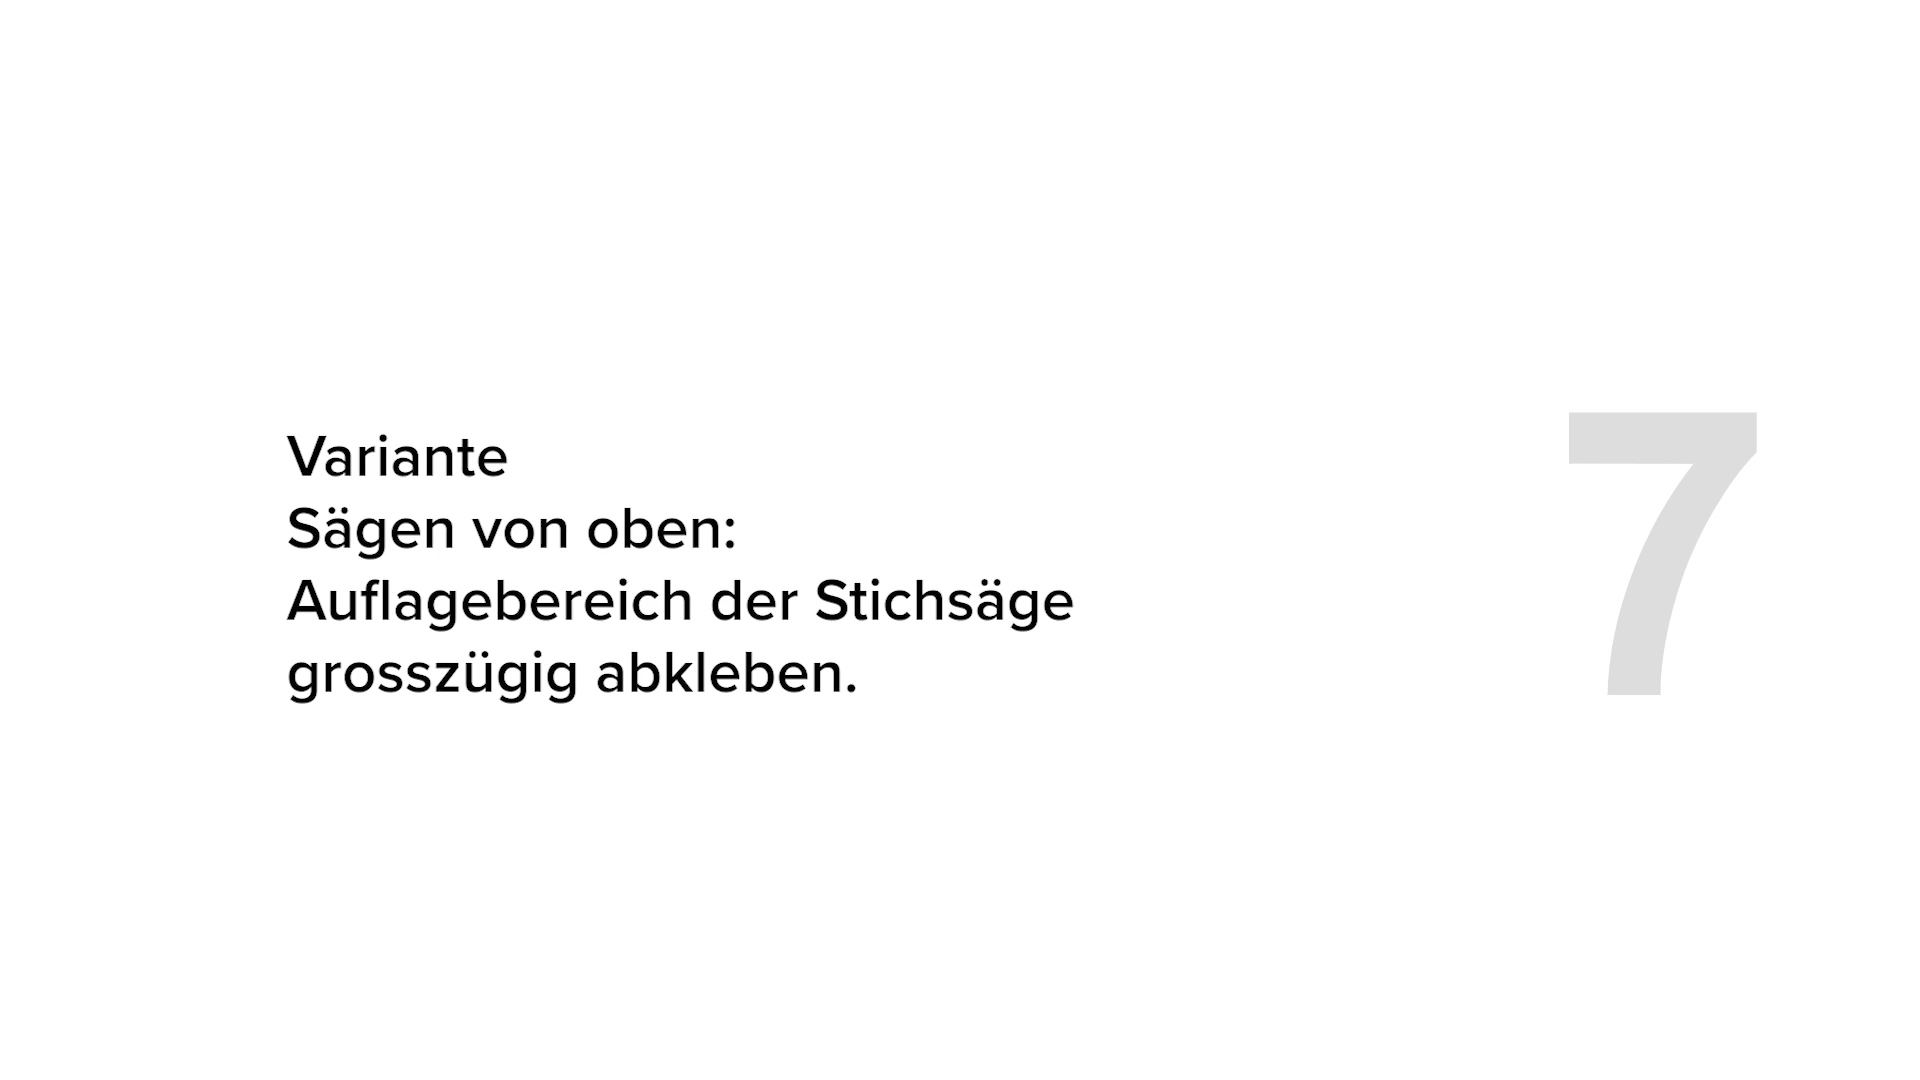 Variante
Sägen von oben:
Auflagebereich der Stichsäge
grosszügig abkleben.
7